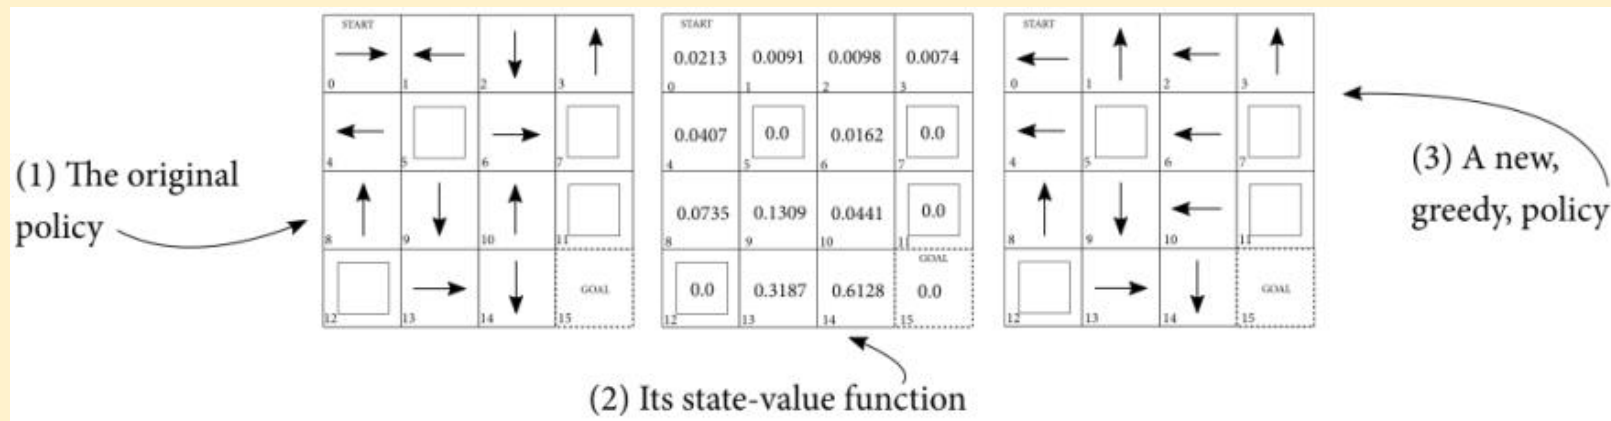 (1) The original
policy
START
0
1
2
3
4
5
6
7
8
9
10
11
GOAL
12
13
14
15
START
0.0213 0.0091 0.0098 0.0074
0 1 2 3
0.0407 0.0 0.0162 0.0
4 5 6 7
0.0735 0.1309 0.0441 0.0
8 9 10 11
GOAL
0.0 0.3187 0.6128 0.0
12 13 14 15
(2) Its state-value function
START
0 1 2 3
4 5 6 7
8 9 10 11
GOAL
12 13 14 15
(3) A new,
greedy, policy